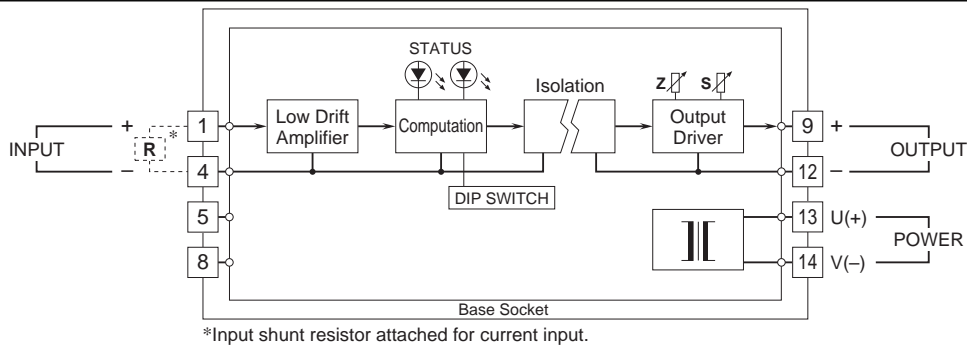 STATUS
Isolation
Z S
1
+
INPUT
R
*
–
4
Low Drift
Amplifier
Computation
Output
Driver
9 +
OUTPUT
12 –
DIP SWITCH
5
8
13 U(+)
POWER
14 V(–)
Base Socket
*Input shunt resistor attached for current input.